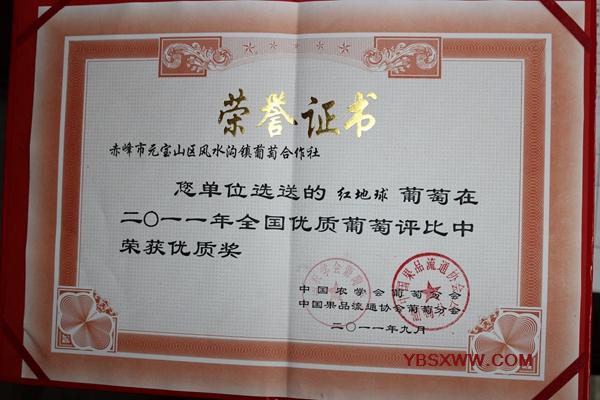 荣誉证书
赤峰市元宝山区风水沟镇葡萄合作社
您单位选送的 红地球 葡萄在
二〇一一年全国优质葡萄评比中
荣获优质奖
中国农学会葡萄分会
中国果品流通协会葡萄分会
二〇一一年九月
YBSXWW.COM